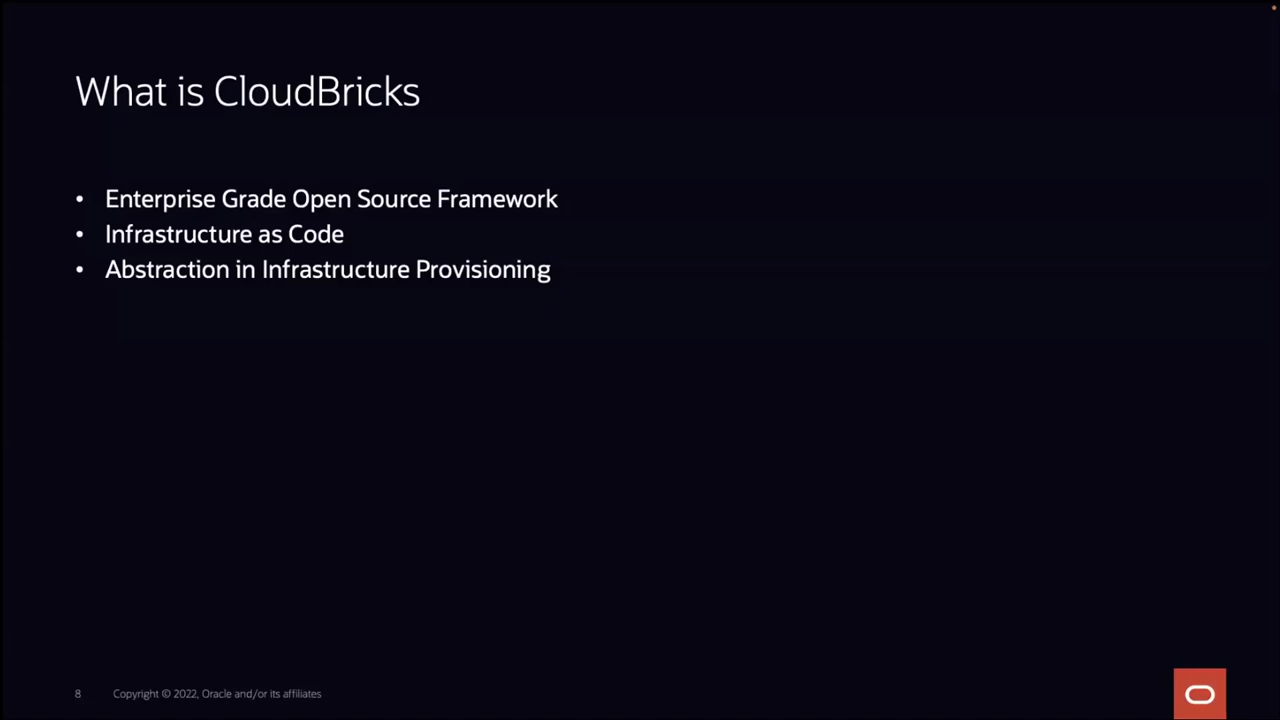 What is CloudBricks
• Enterprise Grade Open Source Framework
• Infrastructure as Code
• Abstraction in Infrastructure Provisioning
8 Copyright © 2022, Oracle and/or its affiliates